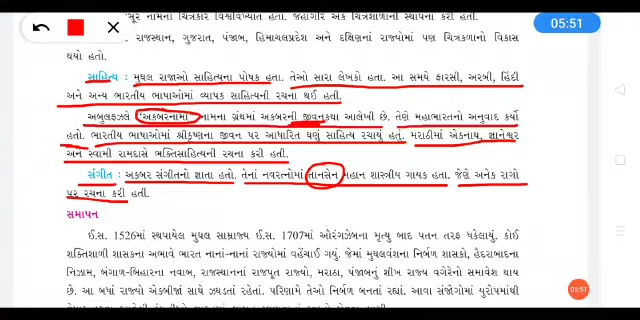 સૂર નામનો ચિત્રકાર વિશ્વવિખ્યાત હતો. જહાંગીરે એક ચિત્રશાળાની સ્થાપના કરી હતી.
રાજસ્થાન, ગુજરાત, પંજાબ, હિમાચલપ્રદેશ અને દક્ષિણનાં રાજ્યોમાં પણ ચિત્રકળાનો વિકાસ
થયો હતો.
05:51
સાહિત્ય : મુઘલ રાજાઓ સાહિત્યના પોષક હતા. તેઓ સારા લેખકો હતા. આ સમયે ફારસી, અરબી, હિંદી
અને અન્ય ભારતીય ભાષાઓમાં વ્યાપક સાહિત્યની રચના થઈ હતી.
અબુલફઝલે 'અકબરનામા' નામના ગ્રંથમાં અકબરની જીવનકથા આલેખી છે. તેણે મહાભારતનો અનુવાદ કર્યો
હતો. ભારતીય ભાષાઓમાં શ્રીકૃષ્ણના જીવન પર આધારિત ઘણું સાહિત્ય રચાયું હતું. મરાઠીમાં એકનાથ, જ્ઞાનેશ્વર
અને સ્વામી રામદાસે ભક્તિસાહિત્યની રચના કરી હતી.
સંગીત : અકબર સંગીતનો જ્ઞાતા હતો. તેનાં નવરત્નોમાં તાનસેન મહાન શાસ્ત્રીય ગાયક હતા. જેણે અનેક રાગો
પર રચના કરી હતી.
સમાપન
ઈ.સ. 1526માં સ્થપાયેલ મુઘલ સામ્રાજ્ય ઈ.સ. 1707માં ઔરંગઝેબના મૃત્યુ બાદ પતન તરફ ધકેલાયું. કોઈ
શક્તિશાળી શાસકના અભાવે ભારત નાનાં-નાનાં રાજ્યોમાં વહેંચાઈ ગયું. જેમાં મુઘલવંશના નિર્બળ શાસકો, હૈદરાબાદના
નિઝામ, બંગાળ-બિહારના નવાબ, રાજસ્થાનનાં રાજપૂત રાજ્યો, મરાઠા, પંજાબનું શીખ રાજ્ય વગેરેનો સમાવેશ થાય
છે. આ બધાં રાજ્યો એકબીજાં સાથે ઝઘડતાં રહેતાં. પરિણામે તેઓ નિર્બળ બનતાં રહ્યાં. આવા સંજોગોમાં યુરોપમાંથી
05:51